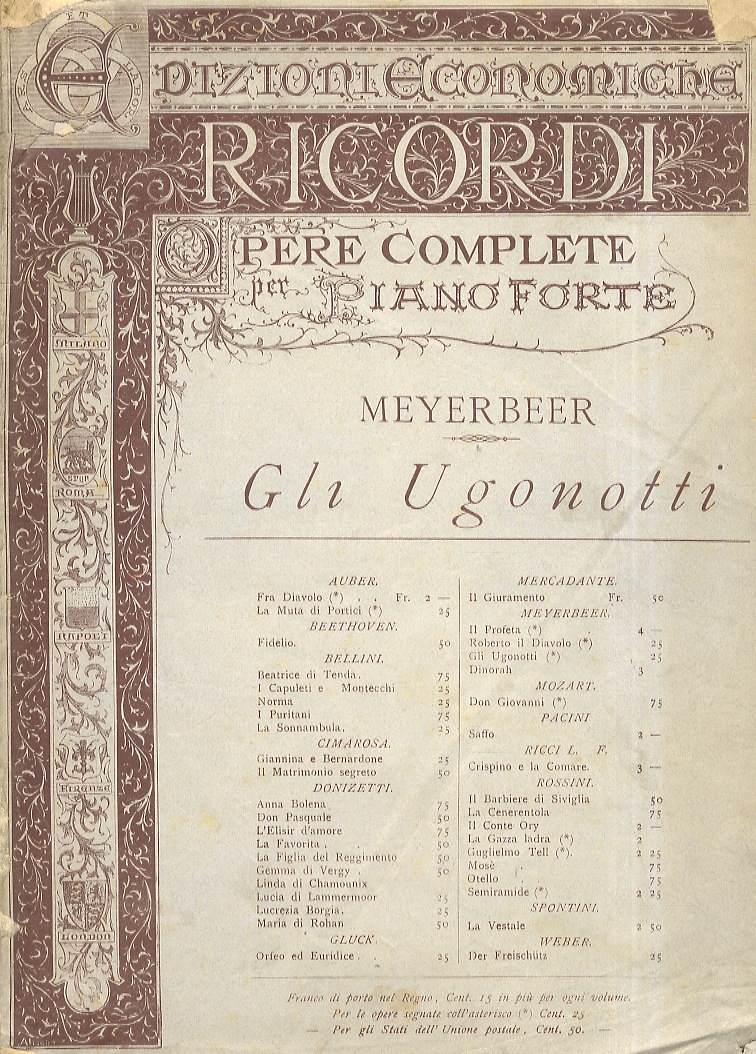 ARS ET LABOR
EDIZIONI ECONOMICHE
RICORDI
OPERE COMPLETE
per PIANOFORTE
MILANO
SPQR
ROMA
NAPOLI
FIRENZE
LONDON
MEYERBEER
Gli Ugonotti
AUBER.
Fra Diavolo (*) . . Fr. 2 —
La Muta di Portici (*) 25
BEETHOVEN.
Fidelio. 50
BELLINI.
Beatrice di Tenda. 75
I Capuleti e Montecchi 25
Norma 25
I Puritani 75
La Sonnambula. 25
CIMAROSA.
Giannina e Bernardone 25
Il Matrimonio segreto 50
DONIZETTI.
Anna Bolena 75
Don Pasquale 50
L'Elisir d'amore 75
La Favorita . . 50
La Figlia del Reggimento 50
Gemma di Vergy . 50
Linda di Chamounix
Lucia di Lammermoor 25
Lucrezia Borgia. 25
Maria di Rohan 50
GLUCK.
Orfeo ed Euridice. . 25
MERCADANTE.
Il Giuramento Fr. 50
MEYERBEER.
Il Profeta (*) . 4 —
Roberto il Diavolo (*) 25
Gli Ugonotti (*) 25
Dinorah 3
MOZART.
Don Giovanni (*) 75
PACINI
Saffo 2 —
RICCI L. F.
Crispino e la Comare. 3 —
ROSSINI.
Il Barbiere di Siviglia 50
La Cenerentola 75
Il Conte Ory 2 —
La Gazza ladra (*) 2
Guglielmo Tell (*). 2 25
Mosè . 75
Otello . 75
Semiramide (*) 2 25
SPONTINI.
La Vestale 2 50
WEBER.
Der Freischütz 25
Franco di porto nel Regno, Cent. 15 in più per ogni volume.
Per le opere segnate coll'asterisco (*) Cent. 25
— Per gli Stati dell'Unione postale, Cent. 50. —